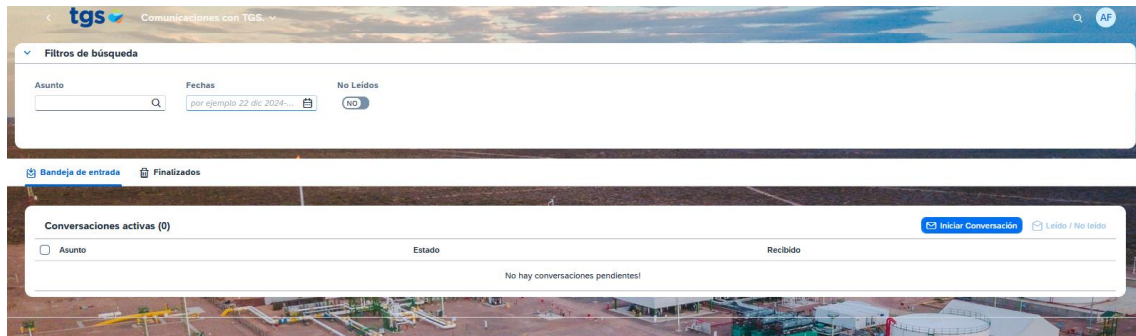 tgs Comunicaciones con TGS.
AF
Filtros de búsqueda
Asunto Fechas No Leídos
por ejemplo 22 dic 2024-... NO
Bandeja de entrada Finalizados
Conversaciones activas (0) Iniciar Conversación Leído / No leído
Asunto Estado Recibido
No hay conversaciones pendientes!